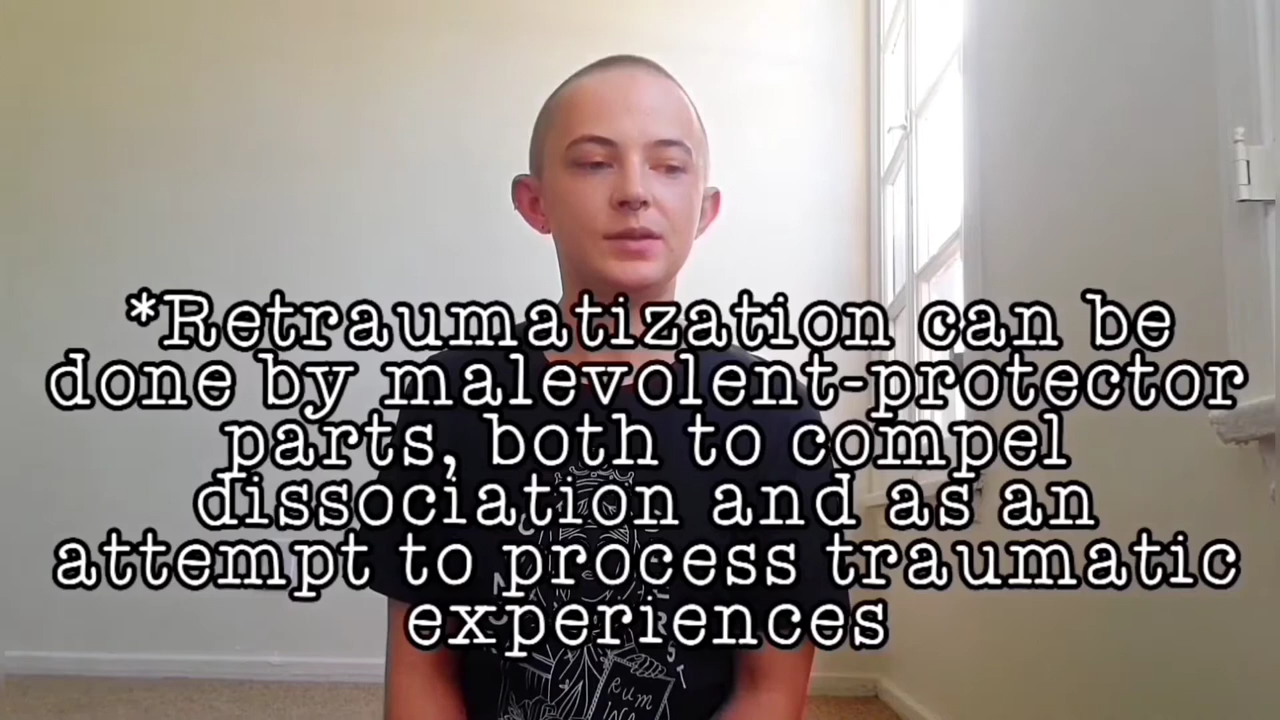 *Retraumatization can be
done by malevolent-protector
parts, both to compel
dissociation and as an
attempt to process traumatic
experiences
Rum